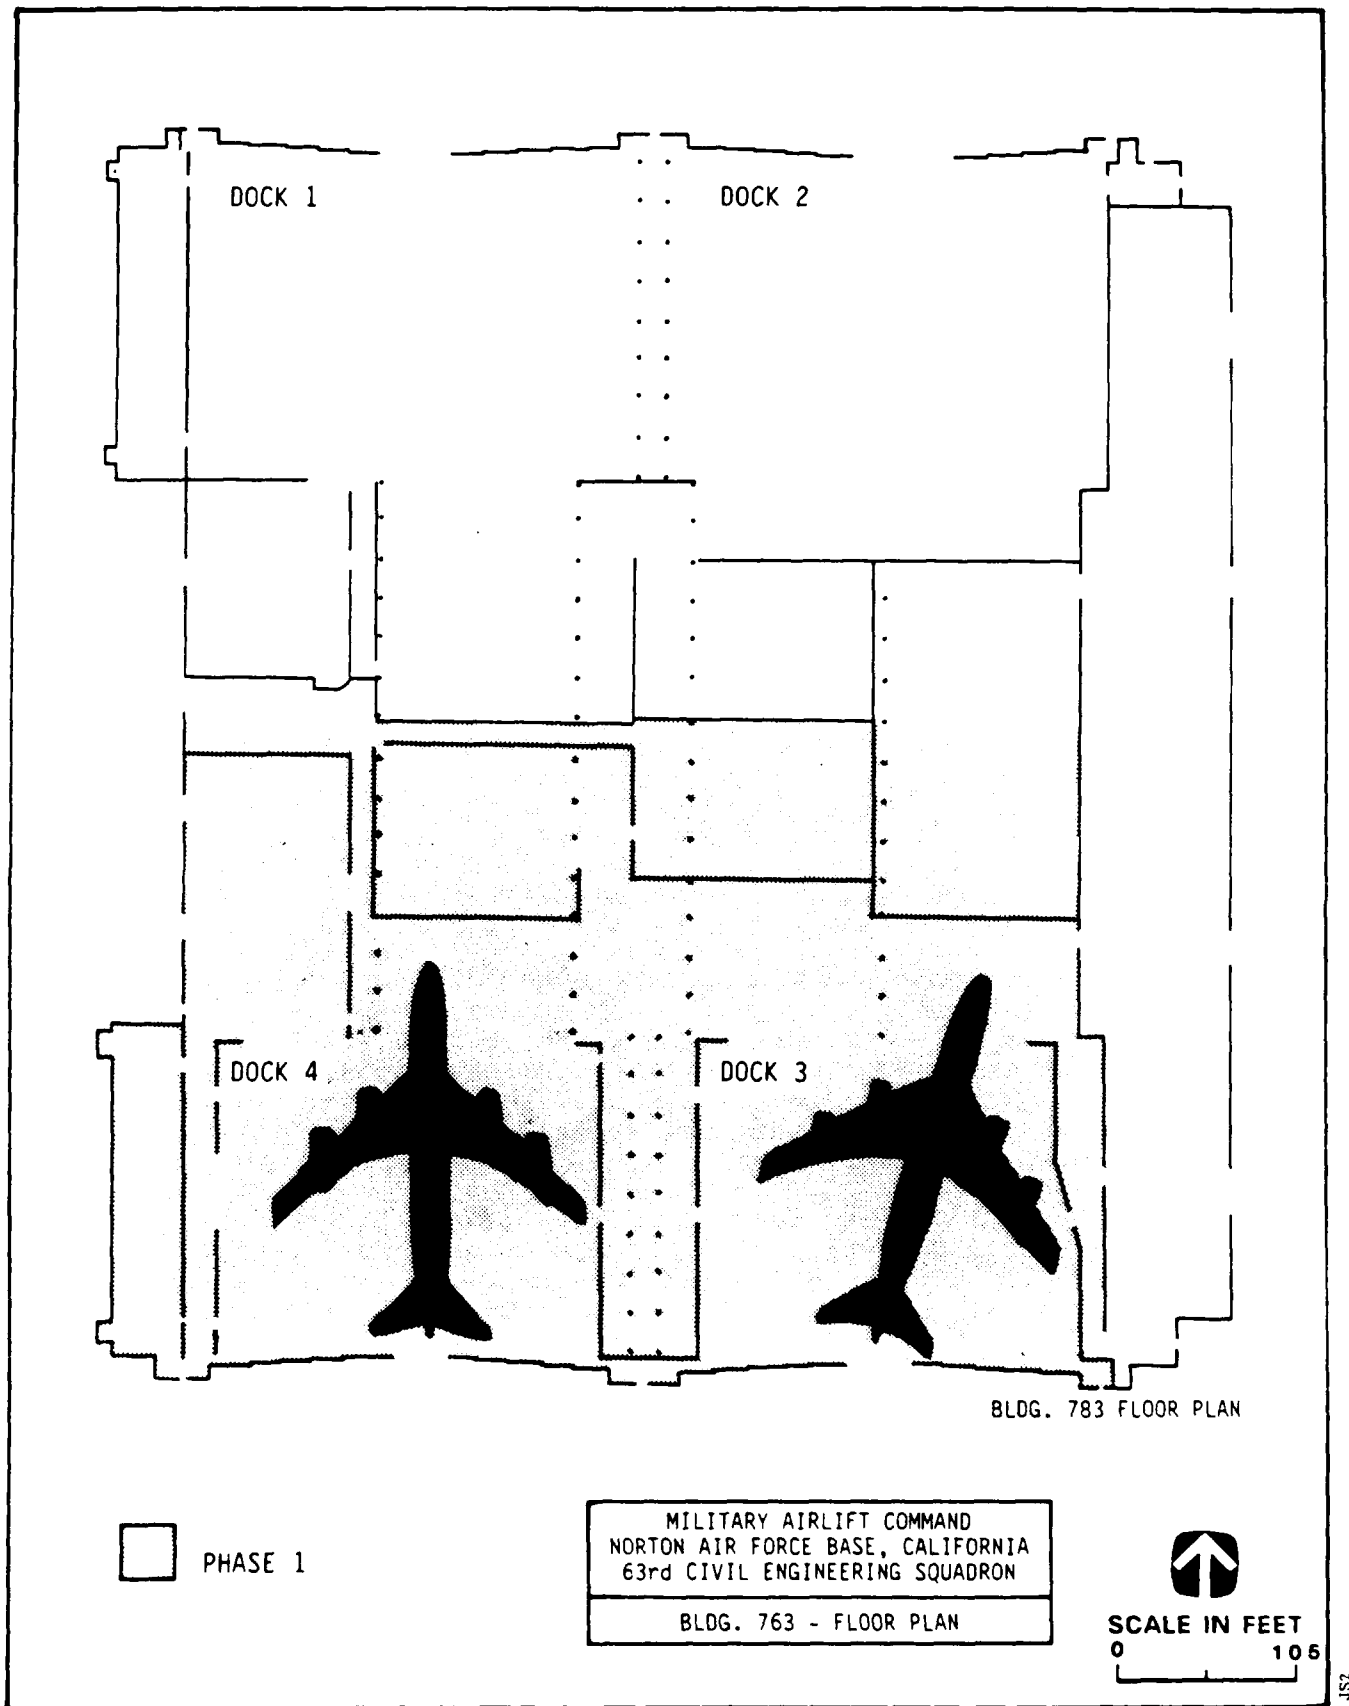 DOCK 1
DOCK 2
DOCK 4
DOCK 3
BLDG. 783 FLOOR PLAN
PHASE 1
MILITARY AIRLIFT COMMAND
NORTON AIR FORCE BASE, CALIFORNIA
63rd CIVIL ENGINEERING SQUADRON
BLDG. 763 - FLOOR PLAN
SCALE IN FEET
0 105
JS2